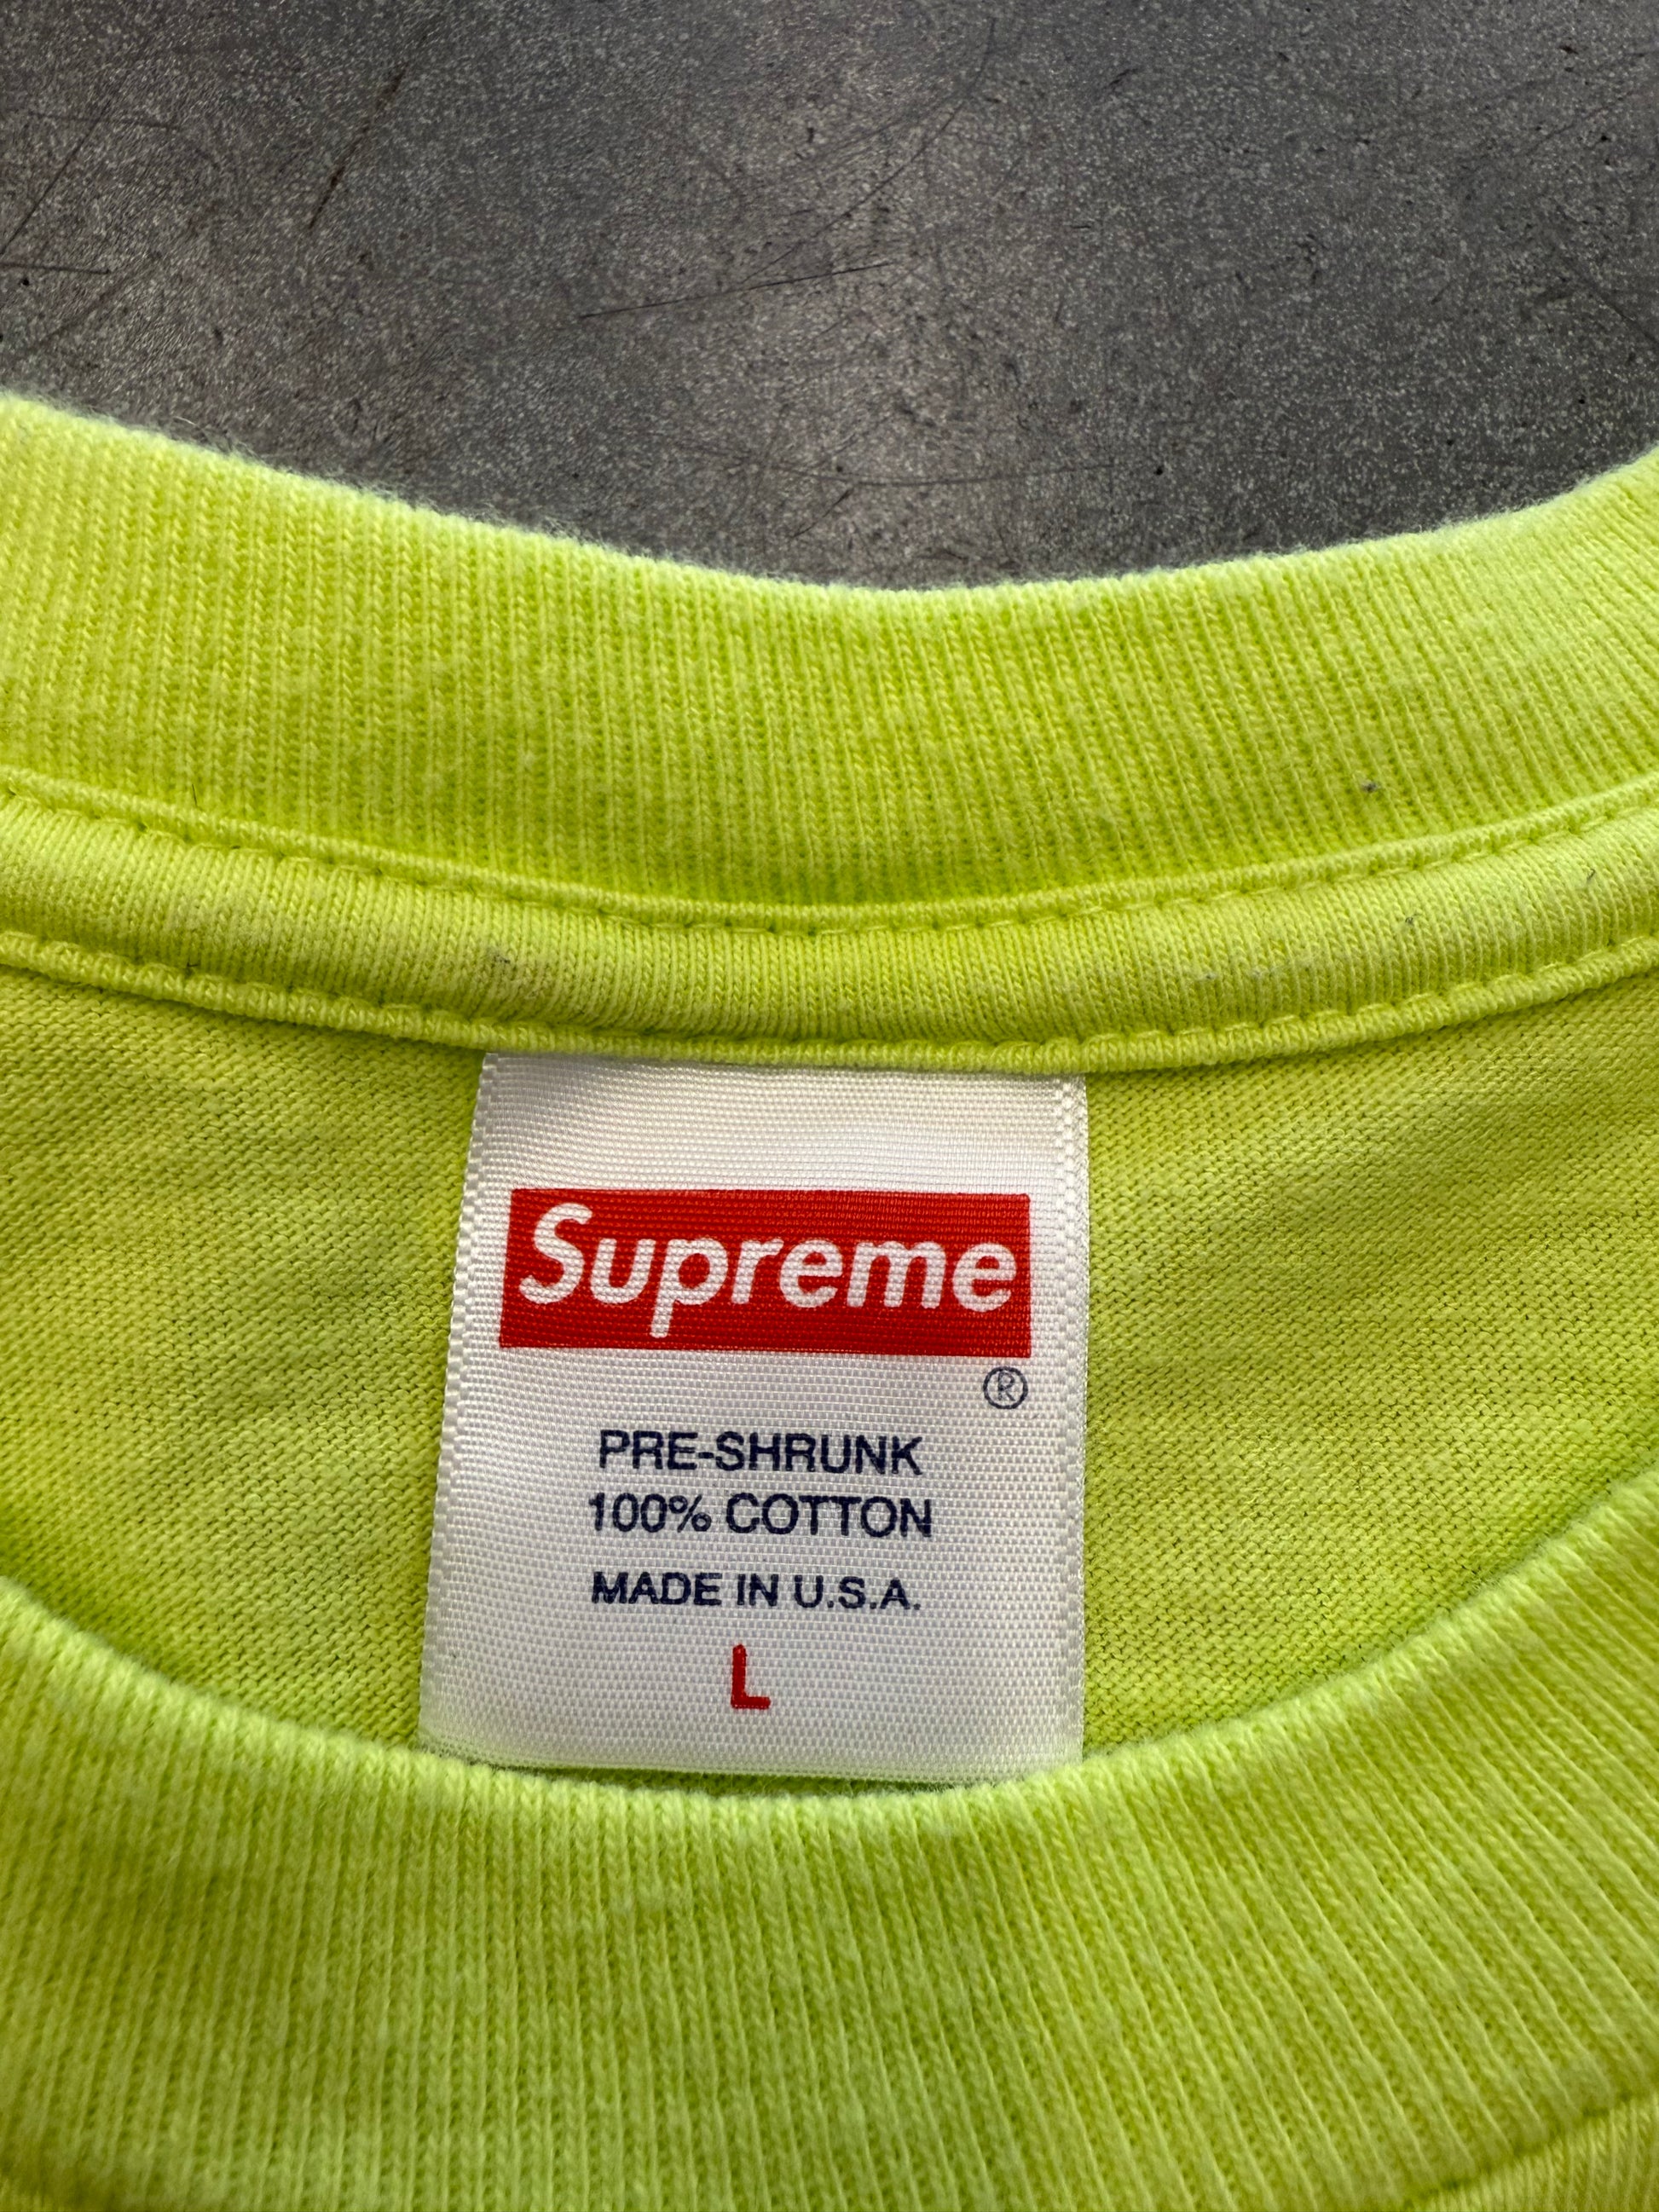 Supreme
®
PRE-SHRUNK
100% COTTON
MADE IN U.S.A.
L